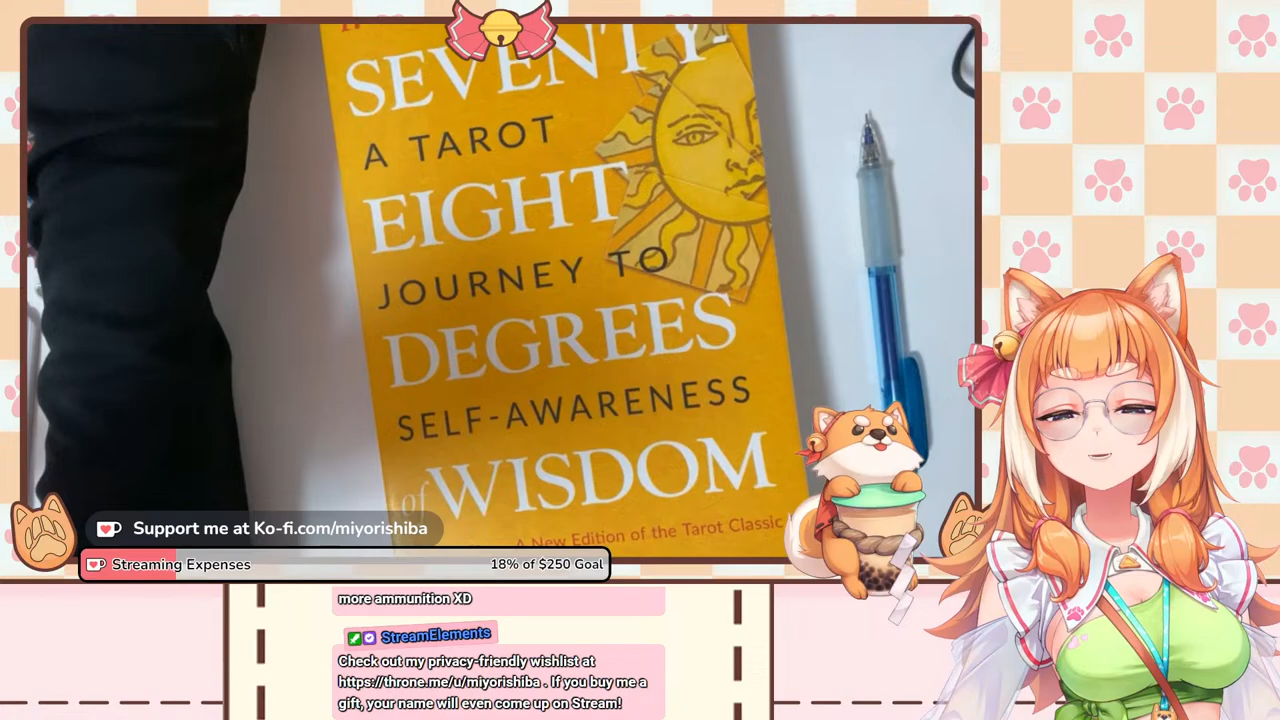 SEVENTY-
A TAROT
EIGHT
JOURNEY TO
DEGREES
SELF-AWARENESS
of WISDOM
A New Edition of the Tarot Classic
Support me at Ko-fi.com/miyorishiba
Streaming Expenses 18% of $250 Goal
more ammunition XD
StreamElements
Check out my privacy-friendly wishlist at
https://throne.me/u/miyorishiba . If you buy me a
gift, your name will even come up on Stream!